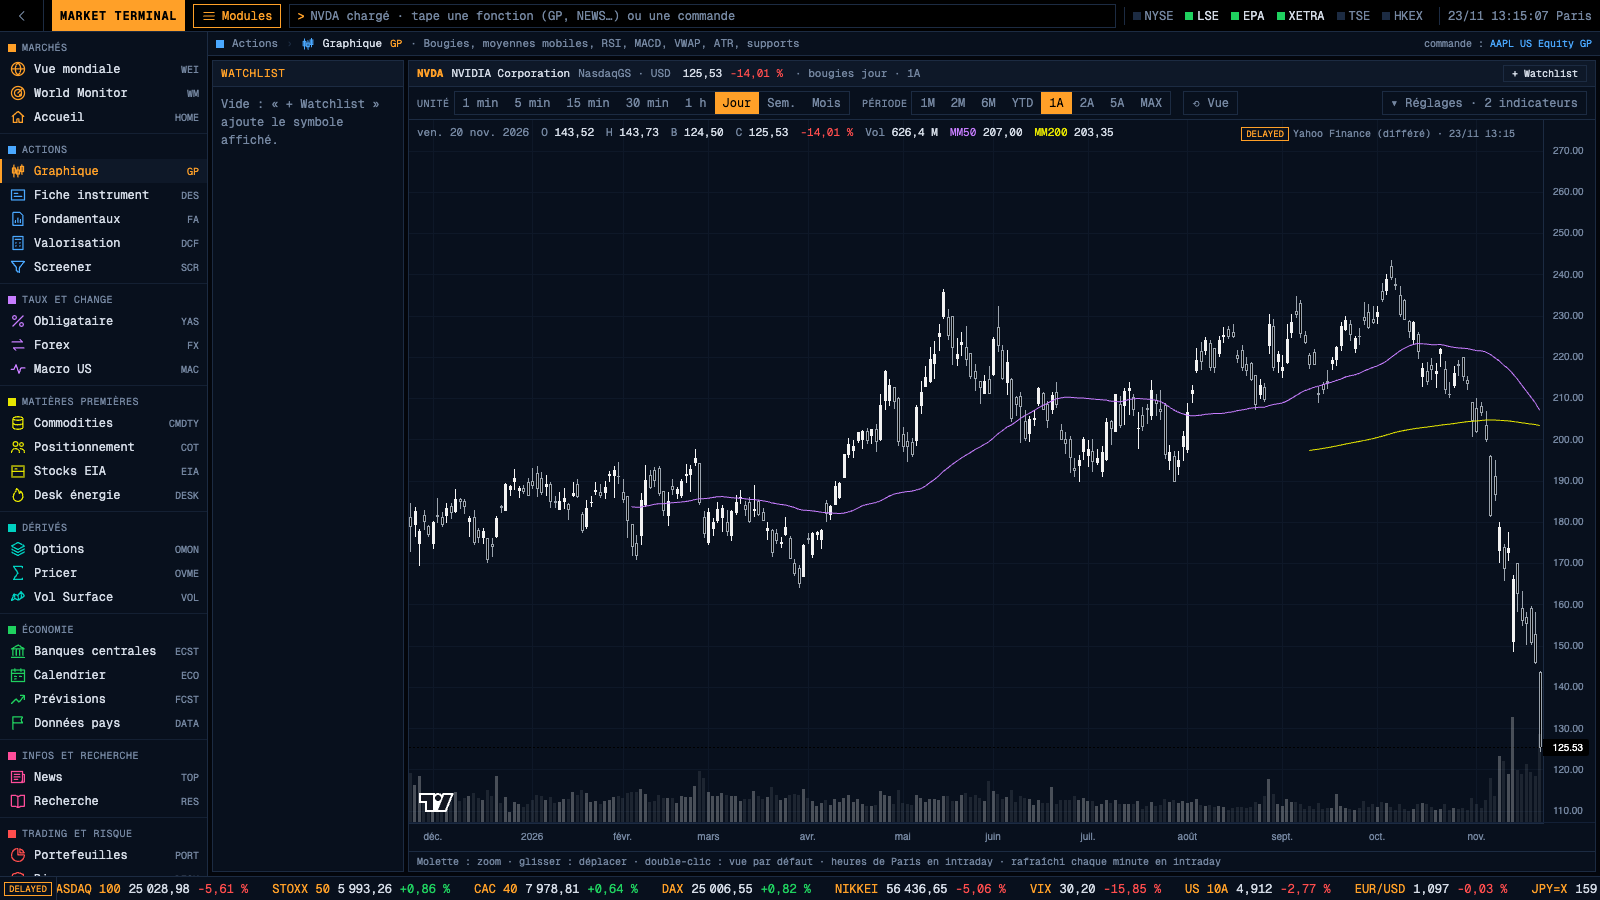 MARKET TERMINAL
Modules
> NVDA chargé · tape une fonction (GP, NEWS…) ou une commande
NYSE LSE EPA XETRA TSE HKEX
23/11 13:15:07 Paris
MARCHÉS
Vue mondiale WEI
World Monitor WM
Accueil HOME
ACTIONS
Graphique GP
Fiche instrument DES
Fondamentaux FA
Valorisation DCF
Screener SCR
TAUX ET CHANGE
Obligataire YAS
Forex FX
Macro US MAC
MATIÈRES PREMIÈRES
Commodities CMDTY
Positionnement COT
Stocks EIA EIA
Desk énergie DESK
DÉRIVÉS
Options OMON
Pricer OVME
Vol Surface VOL
ÉCONOMIE
Banques centrales ECST
Calendrier ECO
Prévisions FCST
Données pays DATA
INFOS ET RECHERCHE
News TOP
Recherche RES
TRADING ET RISQUE
Portefeuilles PORT
Actions › Graphique GP · Bougies, moyennes mobiles, RSI, MACD, VWAP, ATR, supports
commande : AAPL US Equity GP
WATCHLIST
Vide : « + Watchlist »
ajoute le symbole
affiché.
NVDA NVIDIA Corporation NasdaqGS · USD 125,53 -14,01 % · bougies jour · 1A
+ Watchlist
UNITÉ 1 min 5 min 15 min 30 min 1 h Jour Sem. Mois PÉRIODE 1M 2M 6M YTD 1A 2A 5A MAX Vue
Réglages · 2 indicateurs
ven. 20 nov. 2026 O 143,52 H 143,73 B 124,50 C 125,53 -14,01 % Vol 626,4 M MM50 207,00 MM200 203,35
DELAYED Yahoo Finance (différé) · 23/11 13:15
270.00
260.00
250.00
240.00
230.00
220.00
210.00
200.00
190.00
180.00
170.00
160.00
150.00
140.00
130.00
125.53
120.00
110.00
déc. 2026 févr. mars avr. mai juin juil. août sept. oct. nov.
Molette : zoom · glisser : déplacer · double-clic : vue par défaut · heures de Paris en intraday · rafraîchi chaque minute en intraday
DELAYED ASDAQ 100 25 028,98 -5,61 % STOXX 50 5 993,26 +0,86 % CAC 40 7 978,81 +0,64 % DAX 25 006,55 +0,82 % NIKKEI 56 436,65 -5,06 % VIX 30,20 -15,85 % US 10A 4,912 -2,77 % EUR/USD 1,097 -0,03 % JPY=X 159